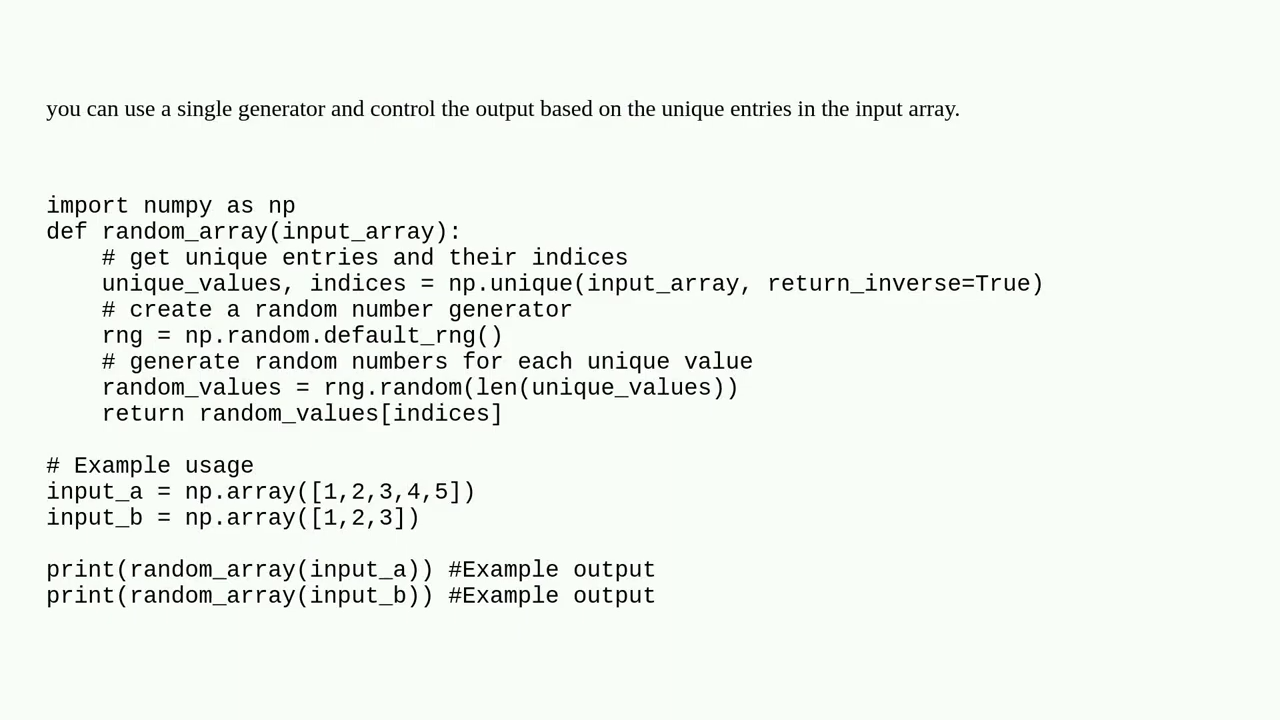 you can use a single generator and control the output based on the unique entries in the input array.
import numpy as np
def random_array(input_array):
    # get unique entries and their indices
    unique_values, indices = np.unique(input_array, return_inverse=True)
    # create a random number generator
    rng = np.random.default_rng()
    # generate random numbers for each unique value
    random_values = rng.random(len(unique_values))
    return random_values[indices]
# Example usage
input_a = np.array([1,2,3,4,5])
input_b = np.array([1,2,3])
print(random_array(input_a)) #Example output
print(random_array(input_b)) #Example output